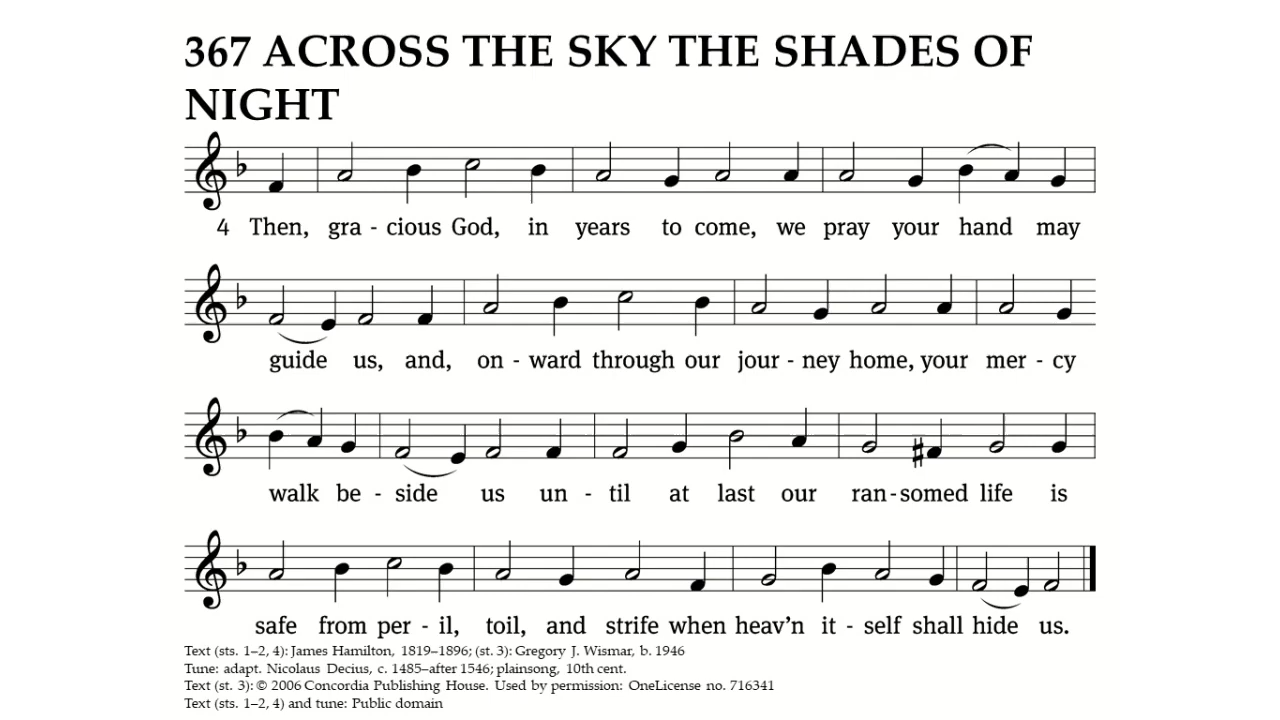 367 ACROSS THE SKY THE SHADES OF
NIGHT
4 Then, gra - cious God, in years to come, we pray your hand may
guide us, and, on - ward through our jour - ney home, your mer - cy
walk be - side us un - til at last our ran - somed life is
safe from per - il, toil, and strife when heav'n it - self shall hide us.
Text (sts. 1–2, 4): James Hamilton, 1819–1896; (st. 3): Gregory J. Wismar, b. 1946
Tune: adapt. Nicolaus Decius, c. 1485–after 1546; plainsong, 10th cent.
Text (st. 3): © 2006 Concordia Publishing House. Used by permission: OneLicense no. 716341
Text (sts. 1–2, 4) and tune: Public domain